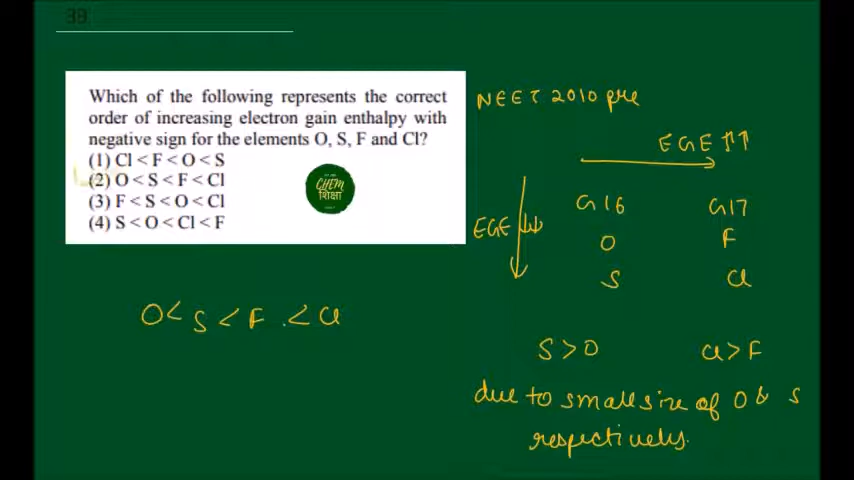 33
Which of the following represents the correct
order of increasing electron gain enthalpy with
negative sign for the elements O, S, F and Cl?
(1) Cl < F < O < S
(2) O < S < F < Cl
(3) F < S < O < Cl
(4) S < O < Cl < F
CHEM
शिक्षा
O < S < F < Cl
NEET 2010 pre
EGE ⇈
EGE ⇊
G16 G17
O F
S Cl
S > O Cl > F
due to small size of O & S
respectively.